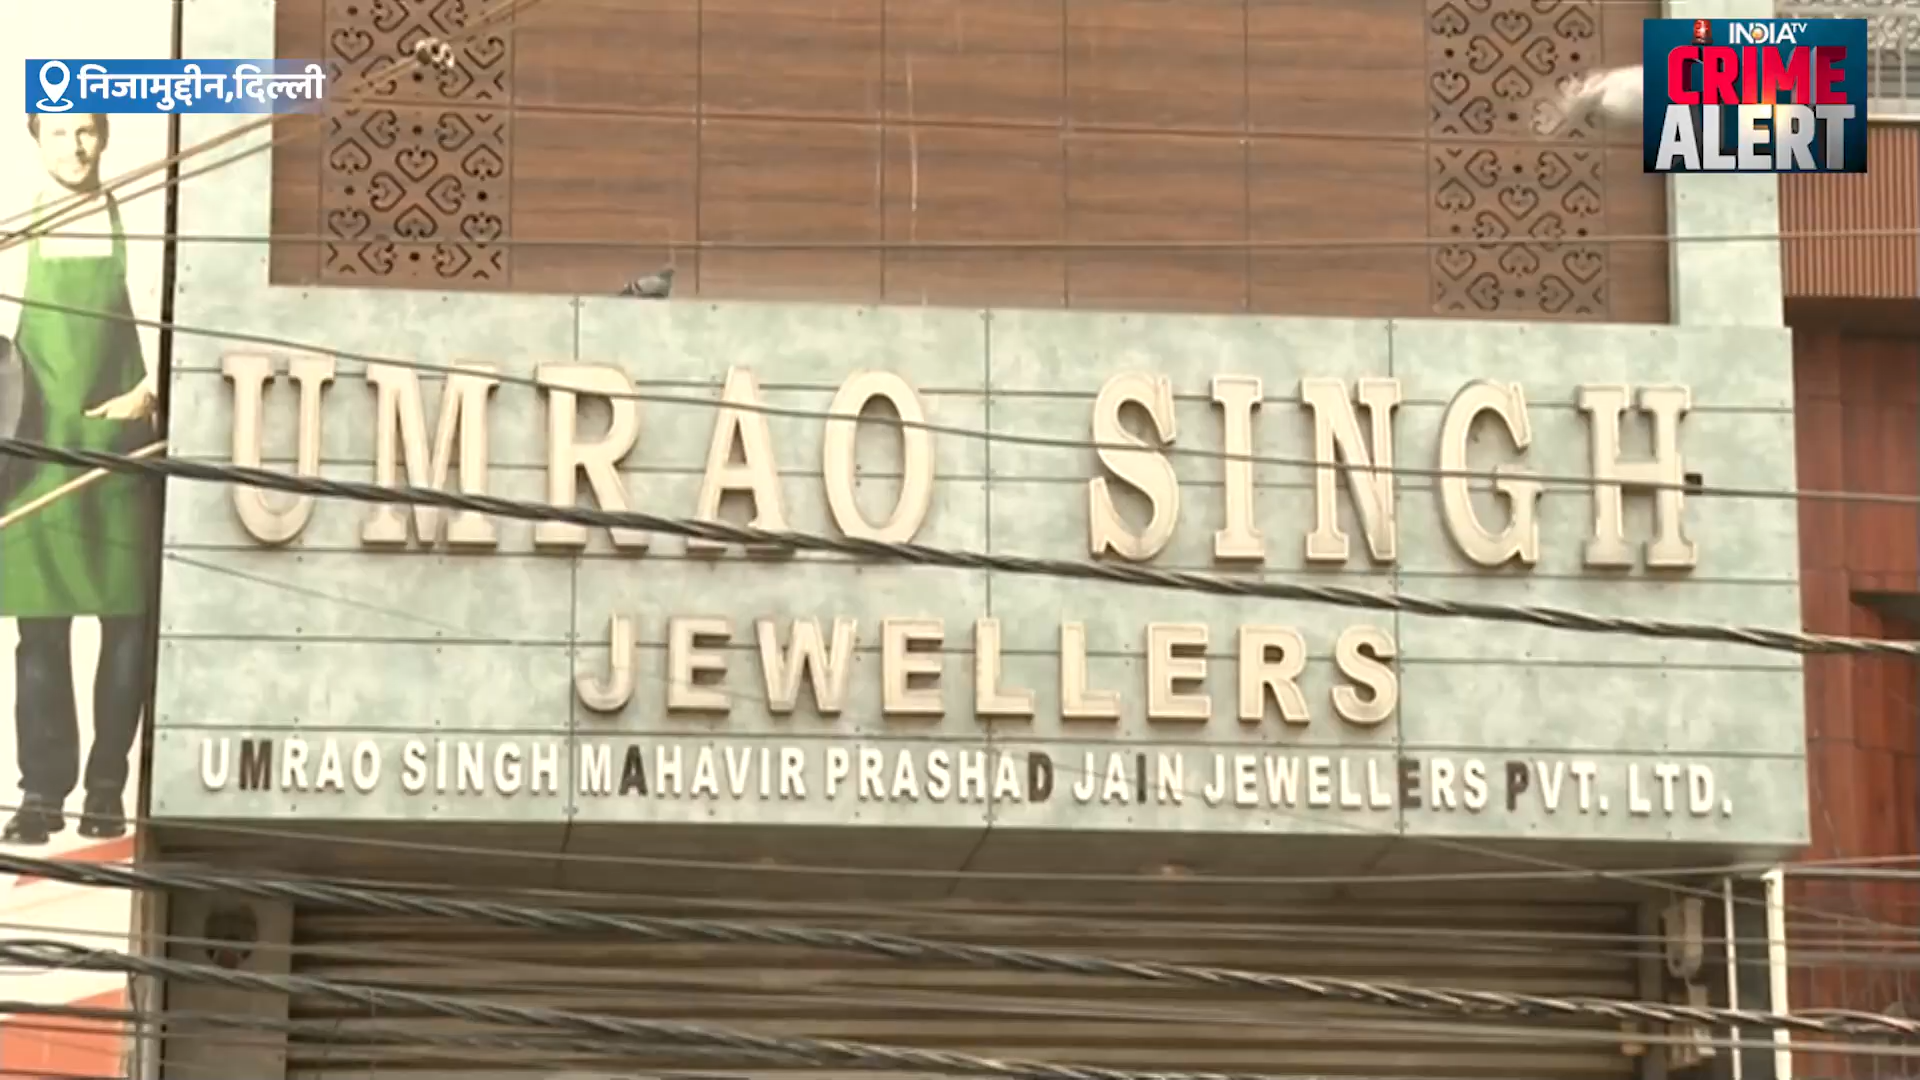 निजामुद्दीन,दिल्ली
INDIA TV
CRIME
ALERT
UMRAO SINGH
JEWELLERS
UMRAO SINGH MAHAVIR PRASHAD JAIN JEWELLERS PVT. LTD.